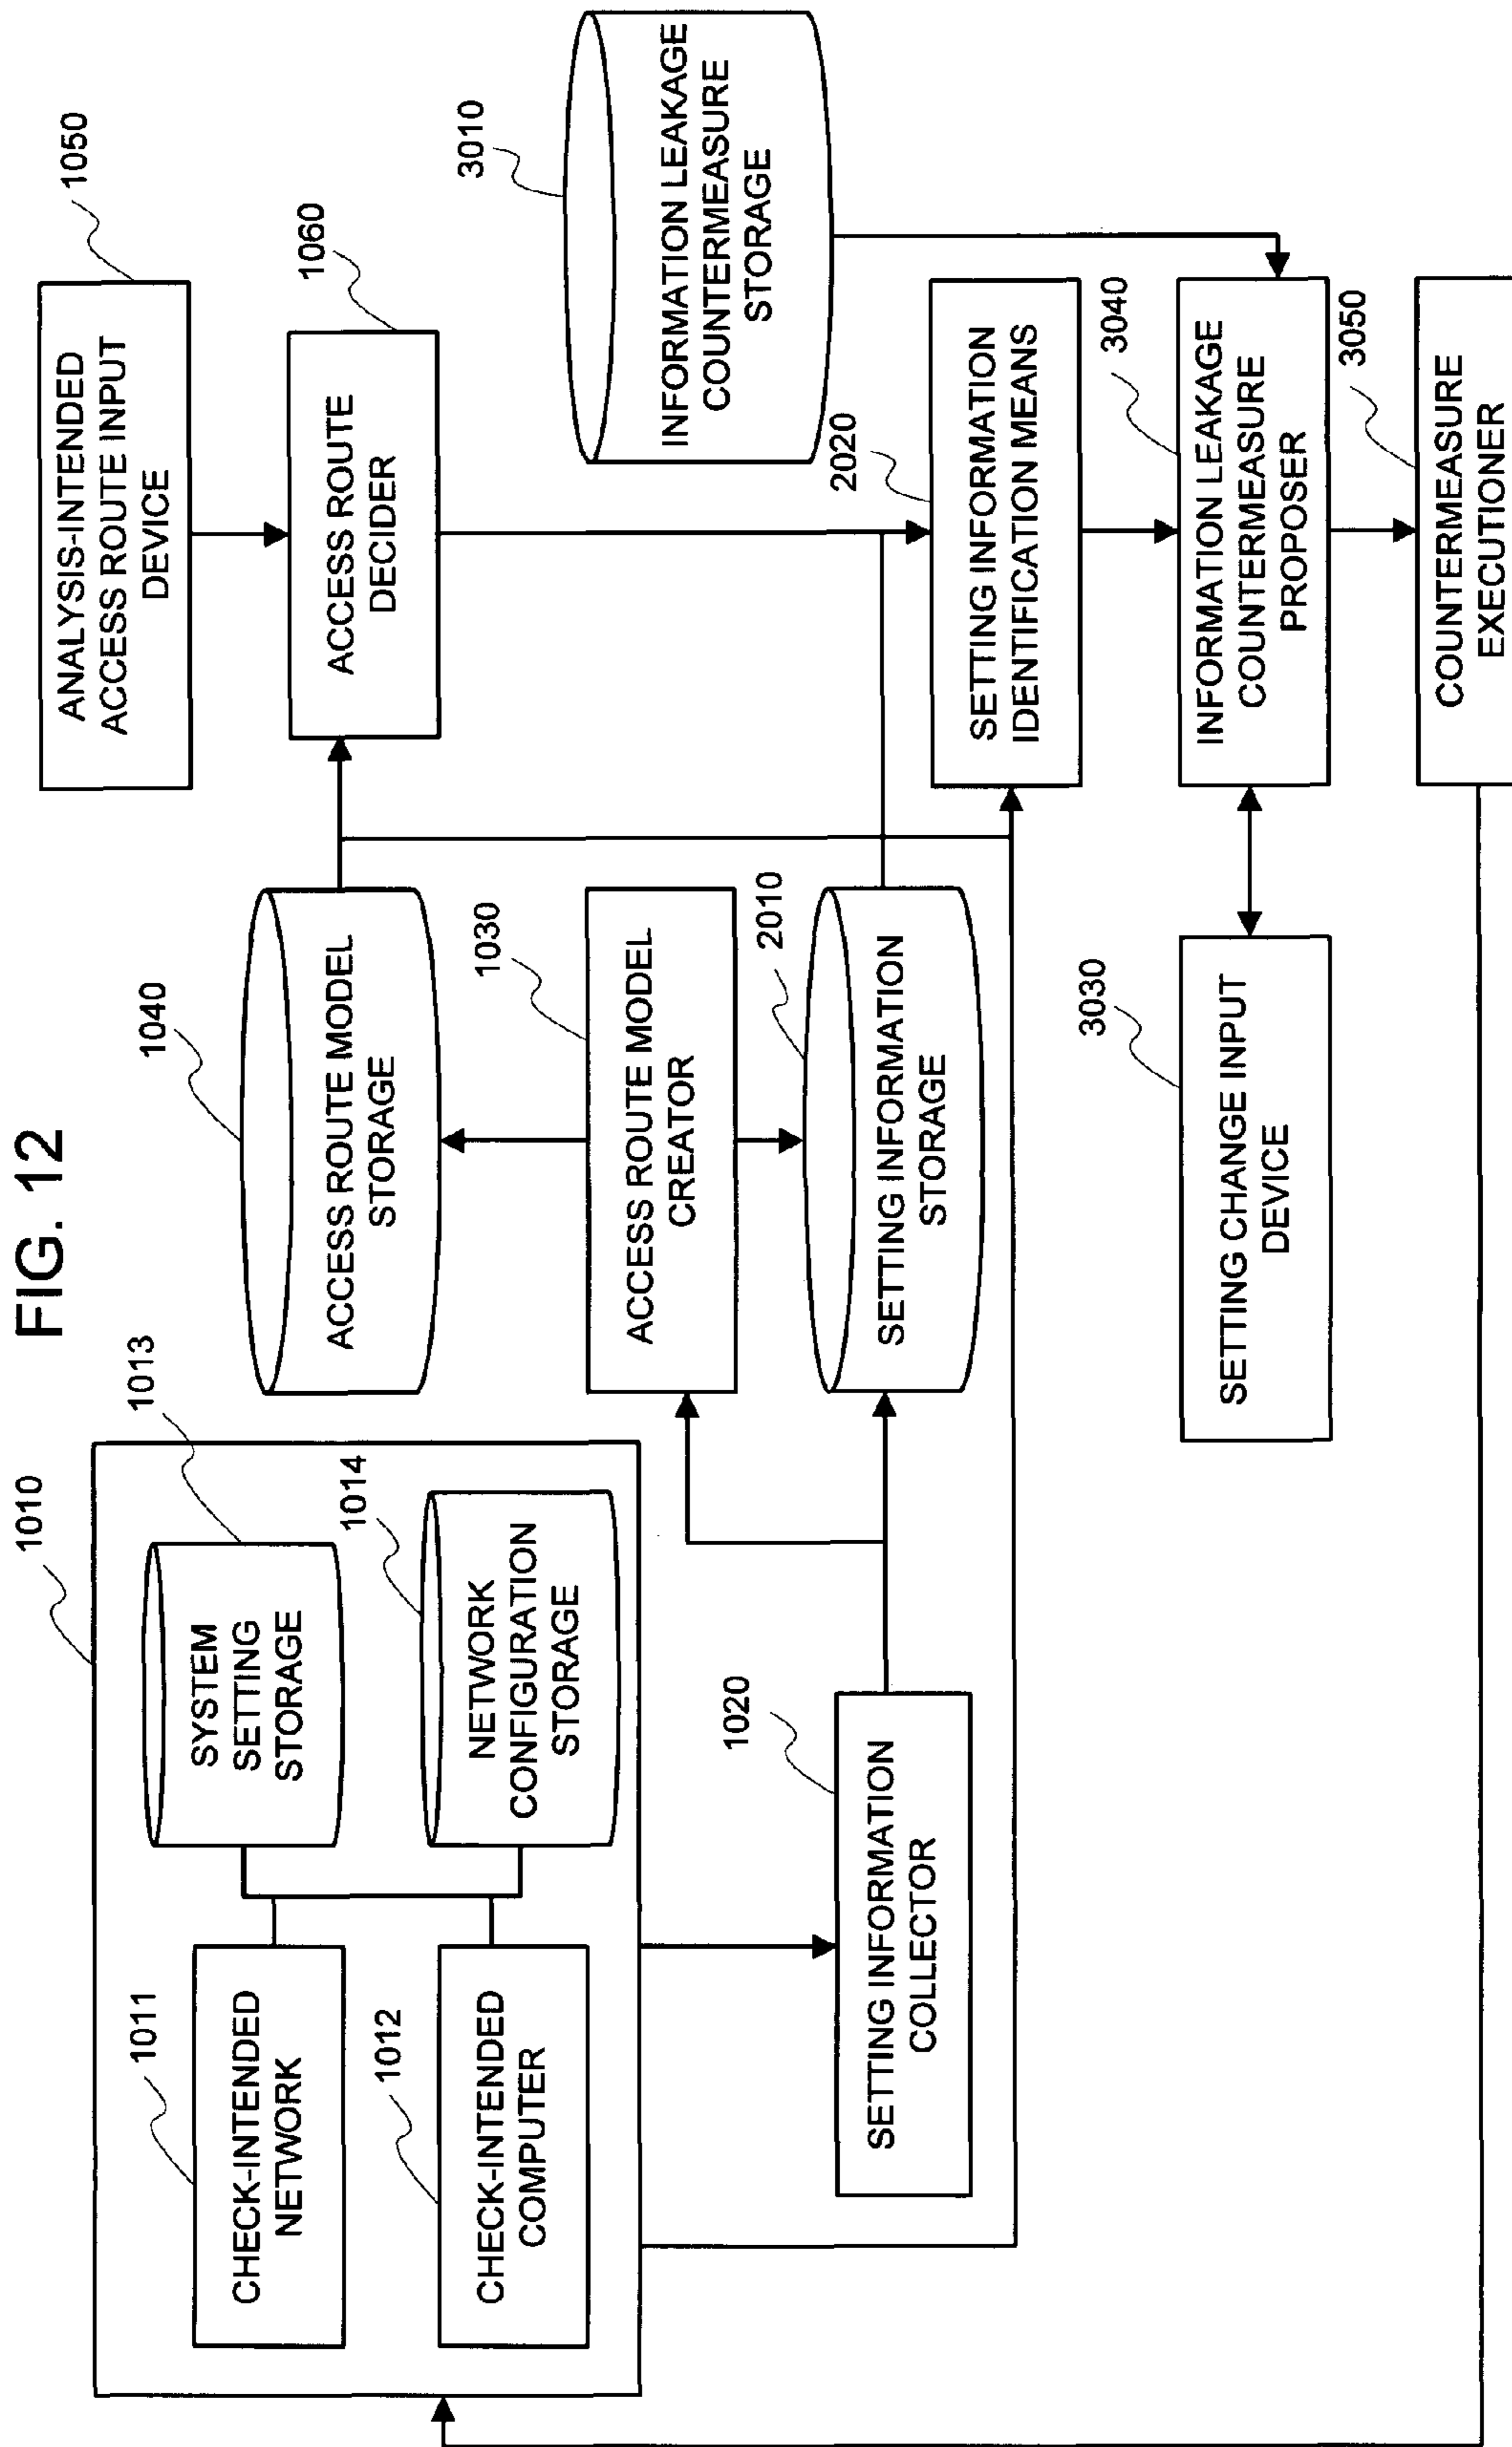 FIG. 12
1010
1011
CHECK-INTENDED
NETWORK
1012
CHECK-INTENDED
COMPUTER
1013
SYSTEM
SETTING
STORAGE
1014
NETWORK
CONFIGURATION
STORAGE
1020
SETTING INFORMATION
COLLECTOR
1040
ACCESS ROUTE MODEL
STORAGE
1030
ACCESS ROUTE MODEL
CREATOR
2010
SETTING INFORMATION
STORAGE
3030
SETTING CHANGE INPUT
DEVICE
1050
ANALYSIS-INTENDED
ACCESS ROUTE INPUT
DEVICE
1060
ACCESS ROUTE
DECIDER
3010
INFORMATION LEAKAGE
COUNTERMEASURE
STORAGE
2020
SETTING INFORMATION
IDENTIFICATION MEANS
3040
INFORMATION LEAKAGE
COUNTERMEASURE
PROPOSER
3050
COUNTERMEASURE
EXECUTIONER